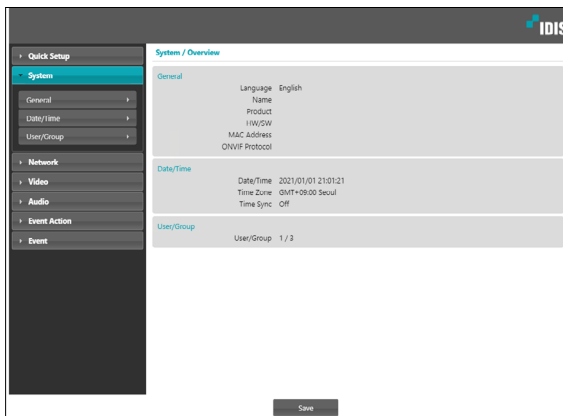 IDIS
Quick Setup
System
General
Date/Time
User/Group
Network
Video
Audio
Event Action
Event
System / Overview
General
Language English
Name
Product
HW/SW
MAC Address
ONVIF Protocol
Date/Time
Date/Time 2021/01/01 21:01:21
Time Zone GMT+09:00 Seoul
Time Sync Off
User/Group
User/Group 1 / 3
Save